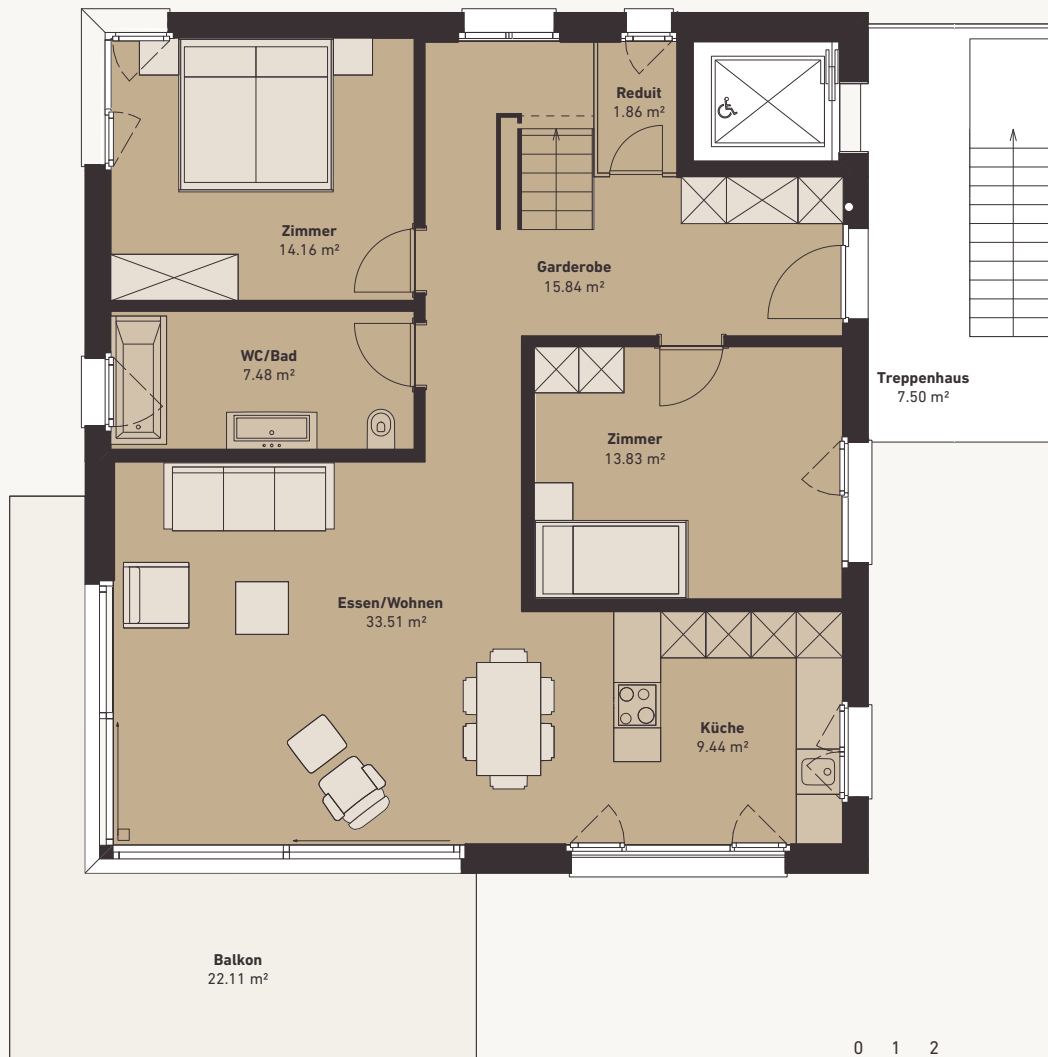 Reduit
1.86 m²
Zimmer
14.16 m²
Garderobe
15.84 m²
WC/Bad
7.48 m²
Treppenhaus
7.50 m²
Zimmer
13.83 m²
Essen/Wohnen
33.51 m²
Küche
9.44 m²
Balkon
22.11 m²
0 1 2